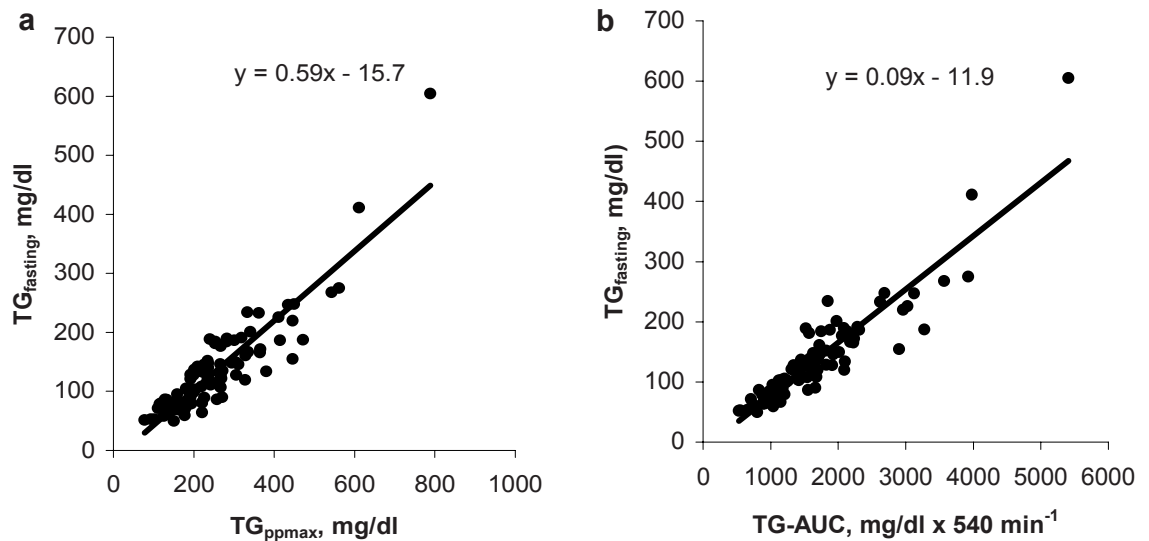 a
700
600
500
400
300
200
100
0
y = 0.59x - 15.7
TGfasting, mg/dl
0 200 400 600 800 1000
TGppmax, mg/dl
b
700
600
500
400
300
200
100
0
y = 0.09x - 11.9
TGfasting, mg/dl)
0 1000 2000 3000 4000 5000 6000
TG-AUC, mg/dl x 540 min-1